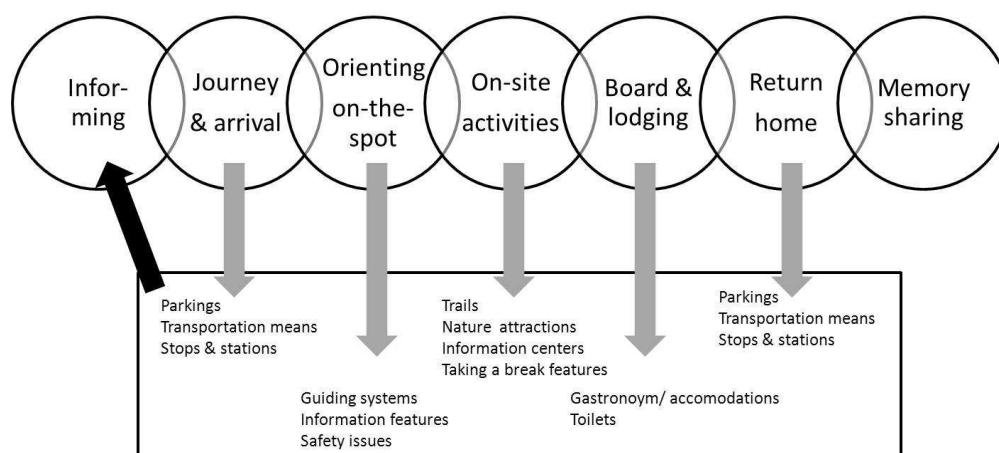 Infor-
ming
Journey
& arrival
Orienting
on-the-
spot
On-site
activities
Board &
lodging
Return
home
Memory
sharing
Parkings
Transportation means
Stops & stations
Guiding systems
Information features
Safety issues
Trails
Nature attractions
Information centers
Taking a break features
Gastronoym/ accomodations
Toilets
Parkings
Transportation means
Stops & stations